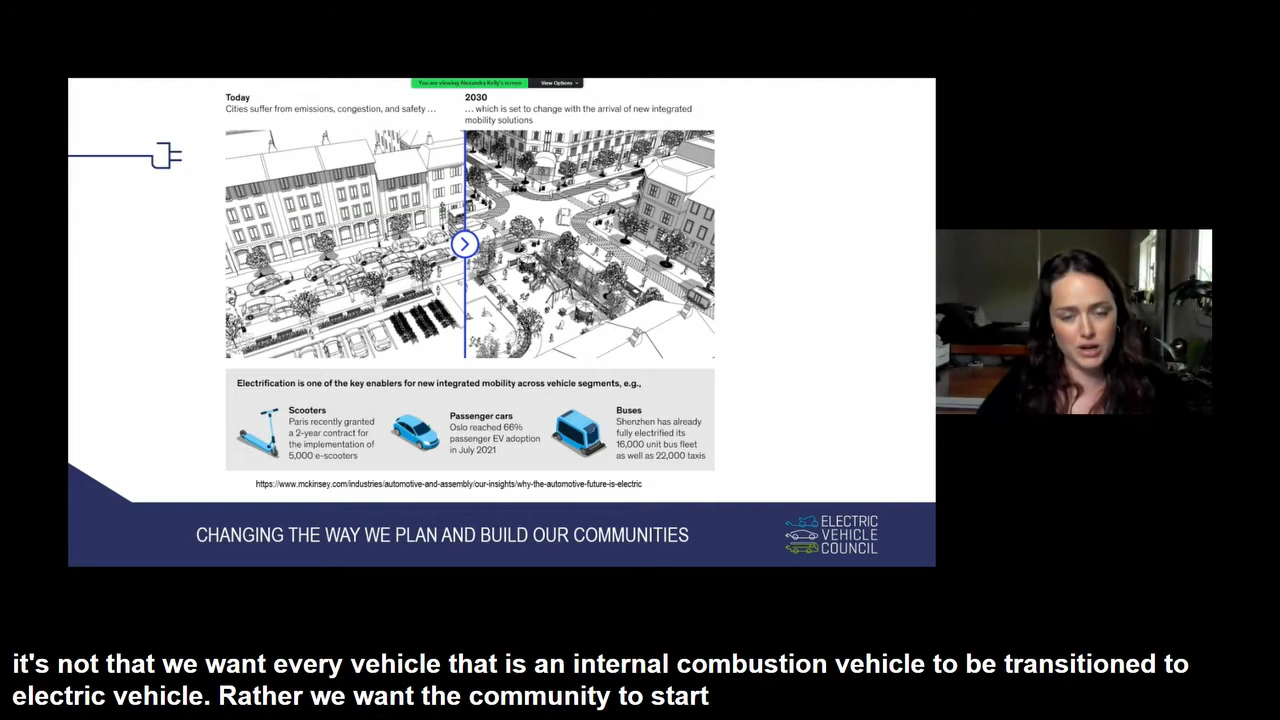 You are viewing Alexandra Kelly's screen
View Options
Today
Cities suffer from emissions, congestion, and safety ...
2030
... which is set to change with the arrival of new integrated
mobility solutions
Electrification is one of the key enablers for new integrated mobility across vehicle segments, e.g.,
Scooters
Paris recently granted
a 2-year contract for
the implementation of
5,000 e-scooters
Passenger cars
Oslo reached 66%
passenger EV adoption
in July 2021
Buses
Shenzhen has already
fully electrified its
16,000 unit bus fleet
as well as 22,000 taxis
https://www.mckinsey.com/industries/automotive-and-assembly/our-insights/why-the-automotive-future-is-electric
CHANGING THE WAY WE PLAN AND BUILD OUR COMMUNITIES
ELECTRIC
VEHICLE
COUNCIL
it's not that we want every vehicle that is an internal combustion vehicle to be transitioned to
electric vehicle. Rather we want the community to start